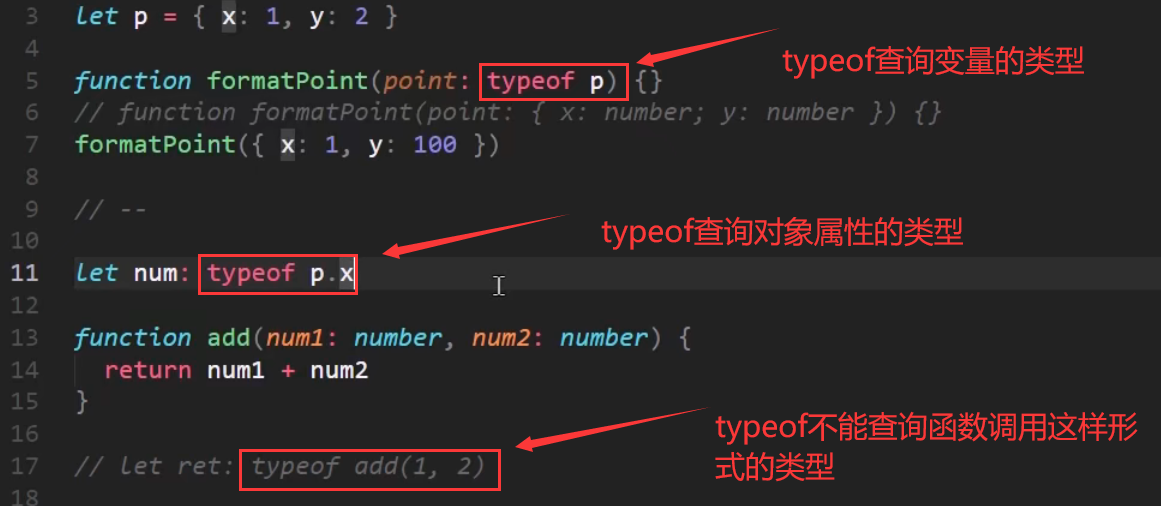 3 let p = { x: 1, y: 2 }
4
5 function formatPoint(point: typeof p) {}
typeof查询变量的类型
6 // function formatPoint(point: { x: number; y: number }) {}
7 formatPoint({ x: 1, y: 100 })
8
9 // --
typeof查询对象属性的类型
10
11 let num: typeof p.x
12
13 function add(num1: number, num2: number) {
14 return num1 + num2
15 }
typeof不能查询函数调用这样形
式的类型
16
17 // let ret: typeof add(1, 2)
18